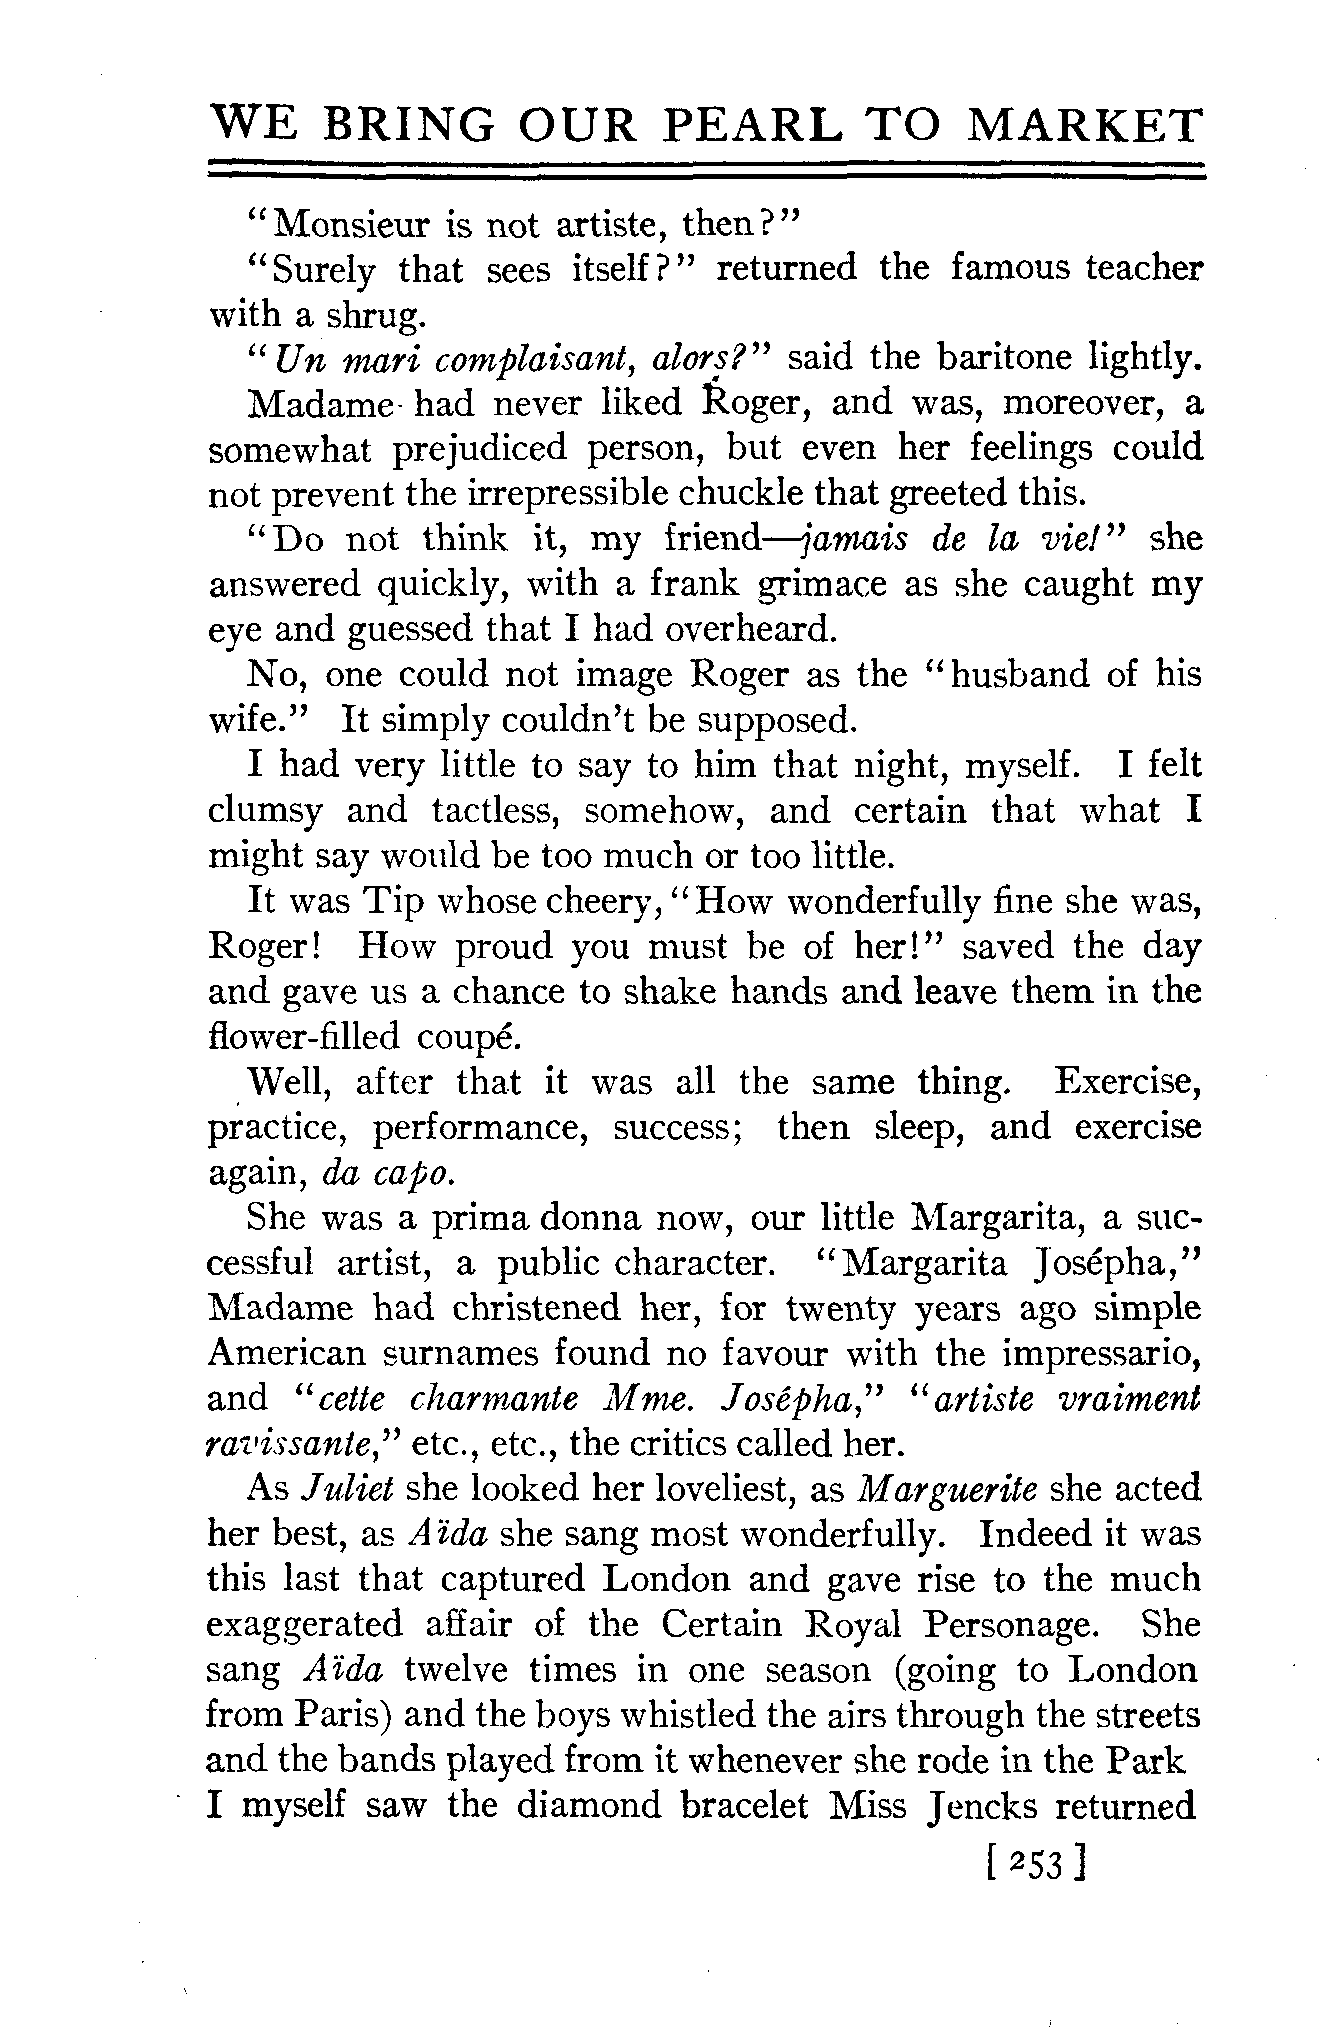 WE BRING OUR PEARL TO MARKET
"Monsieur is not artiste, then?"
"Surely that sees itself?" returned the famous teacher
with a shrug.
"Un mari complaisant, alors?" said the baritone lightly.
Madame had never liked Roger, and was, moreover, a
somewhat prejudiced person, but even her feelings could
not prevent the irrepressible chuckle that greeted this.
"Do not think it, my friend—jamais de la vie!" she
answered quickly, with a frank grimace as she caught my
eye and guessed that I had overheard.
No, one could not image Roger as the "husband of his
wife." It simply couldn't be supposed.
I had very little to say to him that night, myself. I felt
clumsy and tactless, somehow, and certain that what I
might say would be too much or too little.
It was Tip whose cheery, "How wonderfully fine she was,
Roger! How proud you must be of her!" saved the day
and gave us a chance to shake hands and leave them in the
flower-filled coupé.
Well, after that it was all the same thing. Exercise,
practice, performance, success; then sleep, and exercise
again, da capo.
She was a prima donna now, our little Margarita, a suc-
cessful artist, a public character. "Margarita Josépha,"
Madame had christened her, for twenty years ago simple
American surnames found no favour with the impressario,
and "cette charmante Mme. Josépha," "artiste vraiment
ravissante," etc., etc., the critics called her.
As Juliet she looked her loveliest, as Marguerite she acted
her best, as Aïda she sang most wonderfully. Indeed it was
this last that captured London and gave rise to the much
exaggerated affair of the Certain Royal Personage. She
sang Aïda twelve times in one season (going to London
from Paris) and the boys whistled the airs through the streets
and the bands played from it whenever she rode in the Park
I myself saw the diamond bracelet Miss Jencks returned
[ 253 ]